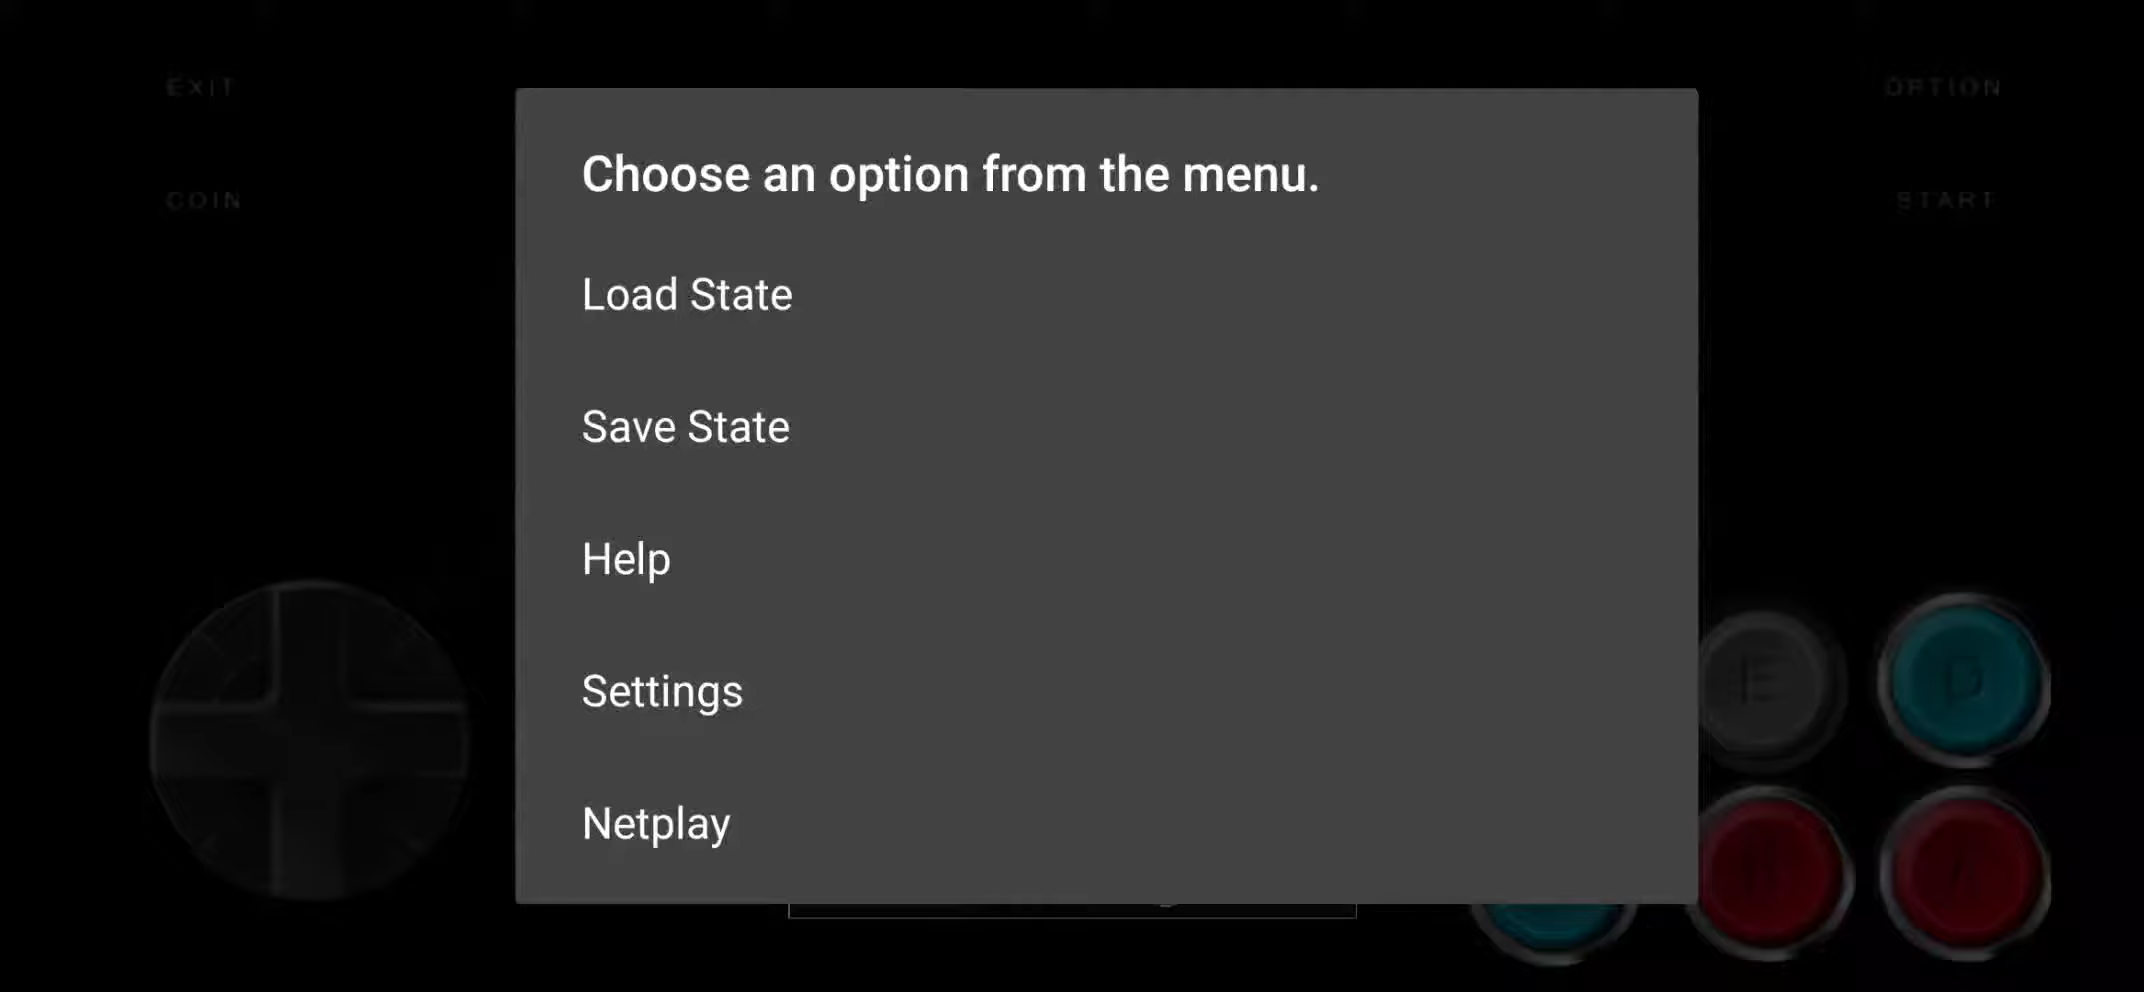 EXIT
OPTION
COIN
START
Choose an option from the menu.
Load State
Save State
Help
Settings
Netplay
E
D
A